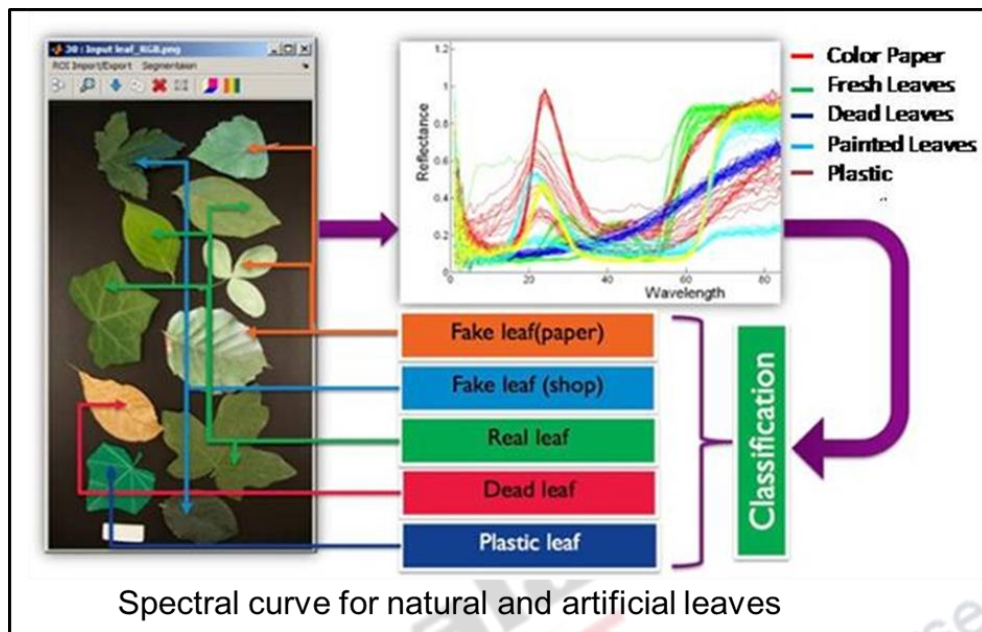 30 : Input leaf_RGB.png
ROI Import/Export Segmentaion
1.2
1
0.8
0.6
0.4
0.2
0
Reflectance
0 20 40 60 80
Wavelength
Color Paper
Fresh Leaves
Dead Leaves
Painted Leaves
Plastic
Fake leaf(paper)
Fake leaf (shop)
Real leaf
Dead leaf
Plastic leaf
Classification
Spectral curve for natural and artificial leaves